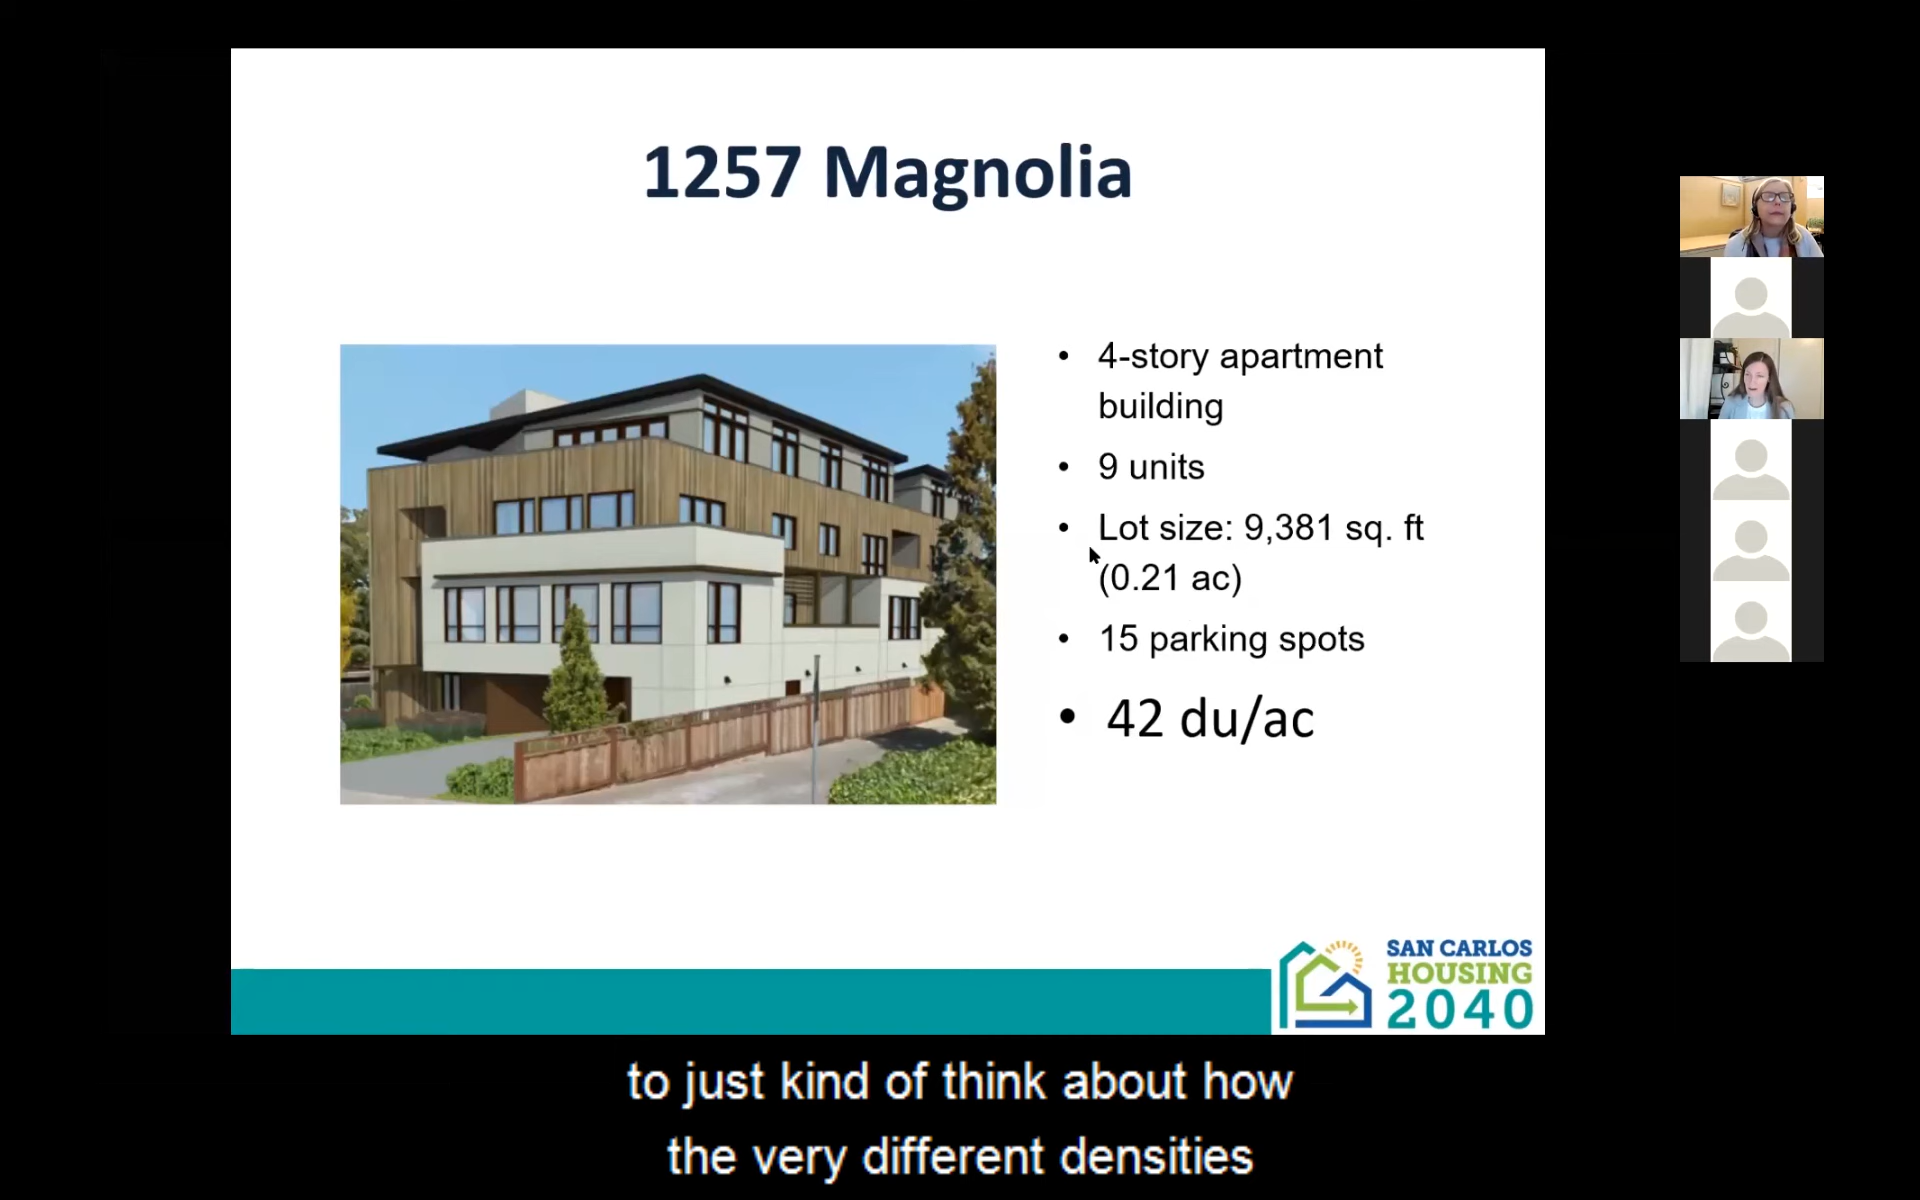 1257 Magnolia
• 4-story apartment
building
• 9 units
• Lot size: 9,381 sq. ft
(0.21 ac)
• 15 parking spots
• 42 du/ac
SAN CARLOS
HOUSING
2040
to just kind of think about how
the very different densities